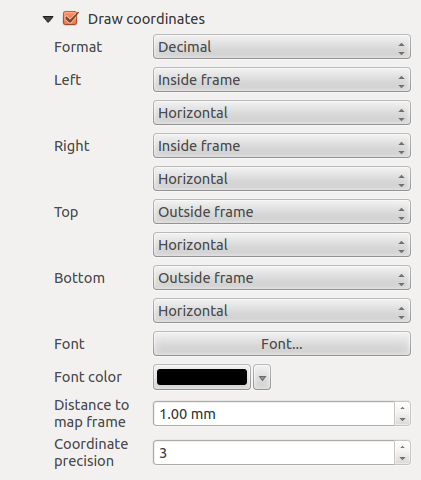 Draw coordinates
Format Decimal
Left Inside frame
Horizontal
Right Inside frame
Horizontal
Top Outside frame
Horizontal
Bottom Outside frame
Horizontal
Font Font...
Font color
Distance to
map frame 1.00 mm
Coordinate
precision 3